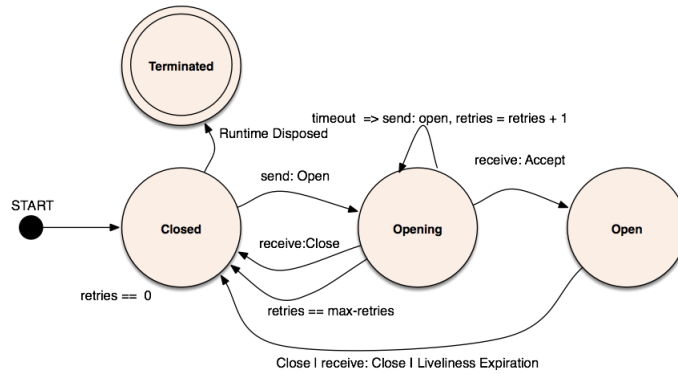 Terminated
timeout => send: open, retries = retries + 1
Runtime Disposed
receive: Accept
send: Open
START
Closed
Opening
Open
receive:Close
retries == 0
retries == max-retries
Close | receive: Close | Liveliness Expiration